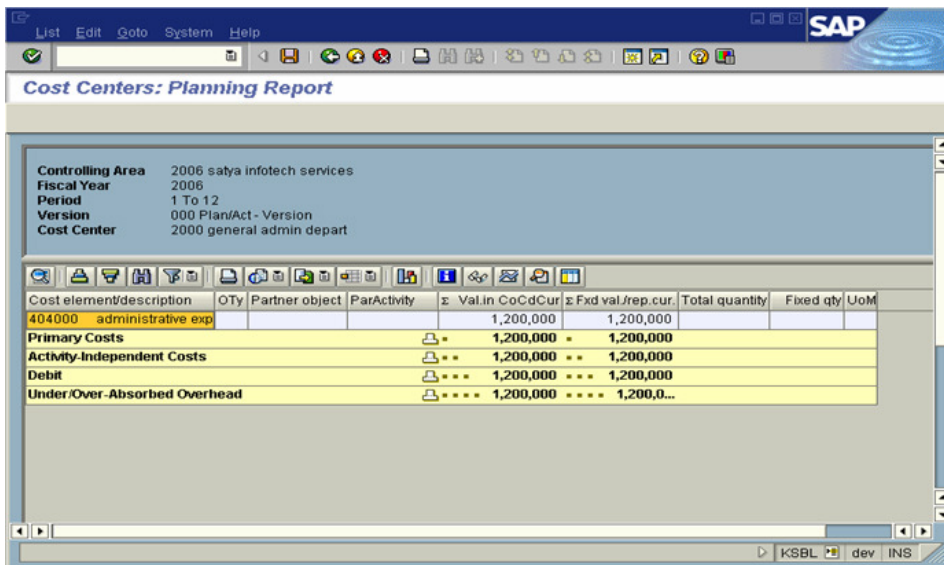 List Edit Goto System Help
SAP
Cost Centers: Planning Report
Controlling Area 2006 satya infotech services
Fiscal Year 2006
Period 1 To 12
Version 000 Plan/Act - Version
Cost Center 2000 general admin depart
Cost element/description OTy Partner object ParActivity Σ Val.in CoCdCur Σ Fxd val./rep.cur. Total quantity Fixed qty UoM
404000 administrative exp 1,200,000 1,200,000
Primary Costs 1,200,000 1,200,000
Activity-Independent Costs 1,200,000 1,200,000
Debit 1,200,000 1,200,000
Under/Over-Absorbed Overhead 1,200,000 1,200,0...
KSBL dev INS